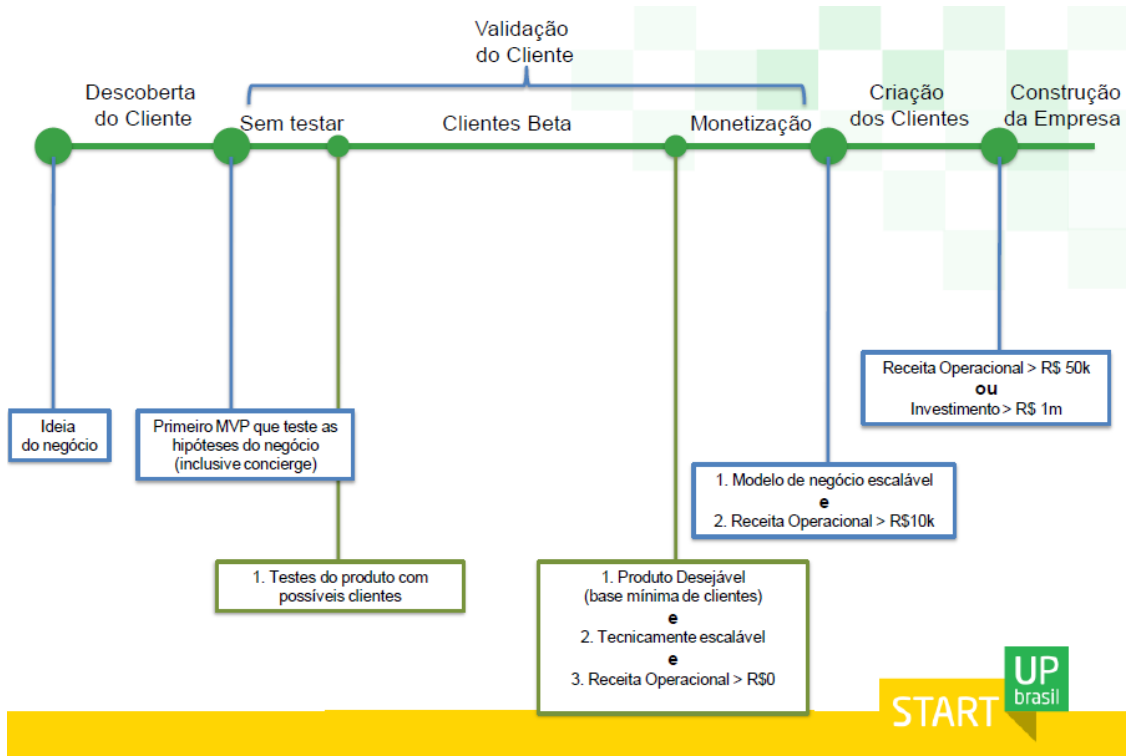 Validação
do Cliente
Descoberta
do Cliente
Sem testar
Clientes Beta
Monetização
Criação
dos Clientes
Construção
da Empresa
Receita Operacional > R$ 50k
ou
Investimento > R$ 1m
Ideia
do negócio
Primeiro MVP que teste as
hipóteses do negócio
(inclusive concierge)
1. Modelo de negócio escalável
e
2. Receita Operacional > R$10k
1. Testes do produto com
possíveis clientes
1. Produto Desejável
(base mínima de clientes)
e
2. Tecnicamente escalável
e
3. Receita Operacional > R$0
START
UP
brasil